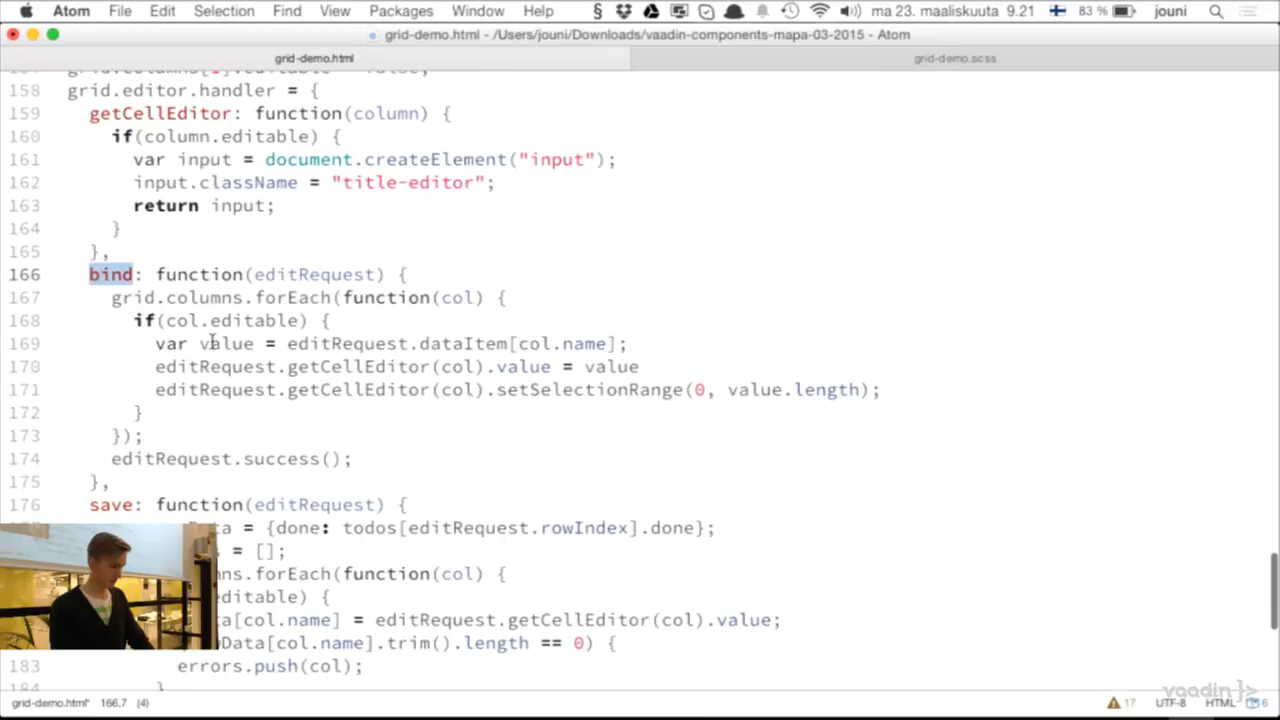 Atom File Edit Selection Find View Packages Window Help § ma 23. maaliskuuta 9.21 83 % jouni
grid-demo.html - /Users/jouni/Downloads/vaadin-components-mapa-03-2015 - Atom
grid-demo.html grid-demo.scss
158 grid.editor.handler = {
159 getCellEditor: function(column) {
160 if(column.editable) {
161 var input = document.createElement("input");
162 input.className = "title-editor";
163 return input;
164 }
165 },
166 bind: function(editRequest) {
167 grid.columns.forEach(function(col) {
168 if(col.editable) {
169 var value = editRequest.dataItem[col.name];
170 editRequest.getCellEditor(col).value = value
171 editRequest.getCellEditor(col).setSelectionRange(0, value.length);
172 }
173 });
174 editRequest.success();
175 },
176 save: function(editRequest) {
= {done: todos[editRequest.rowIndex].done};
= [];
.forEach(function(col) {
) {
[col.name] = editRequest.getCellEditor(col).value;
[col.name].trim().length == 0) {
183 errors.push(col);
184 }
grid-demo.html* 166,7 (4) 17 UTF-8 HTML 6
vaadin }>